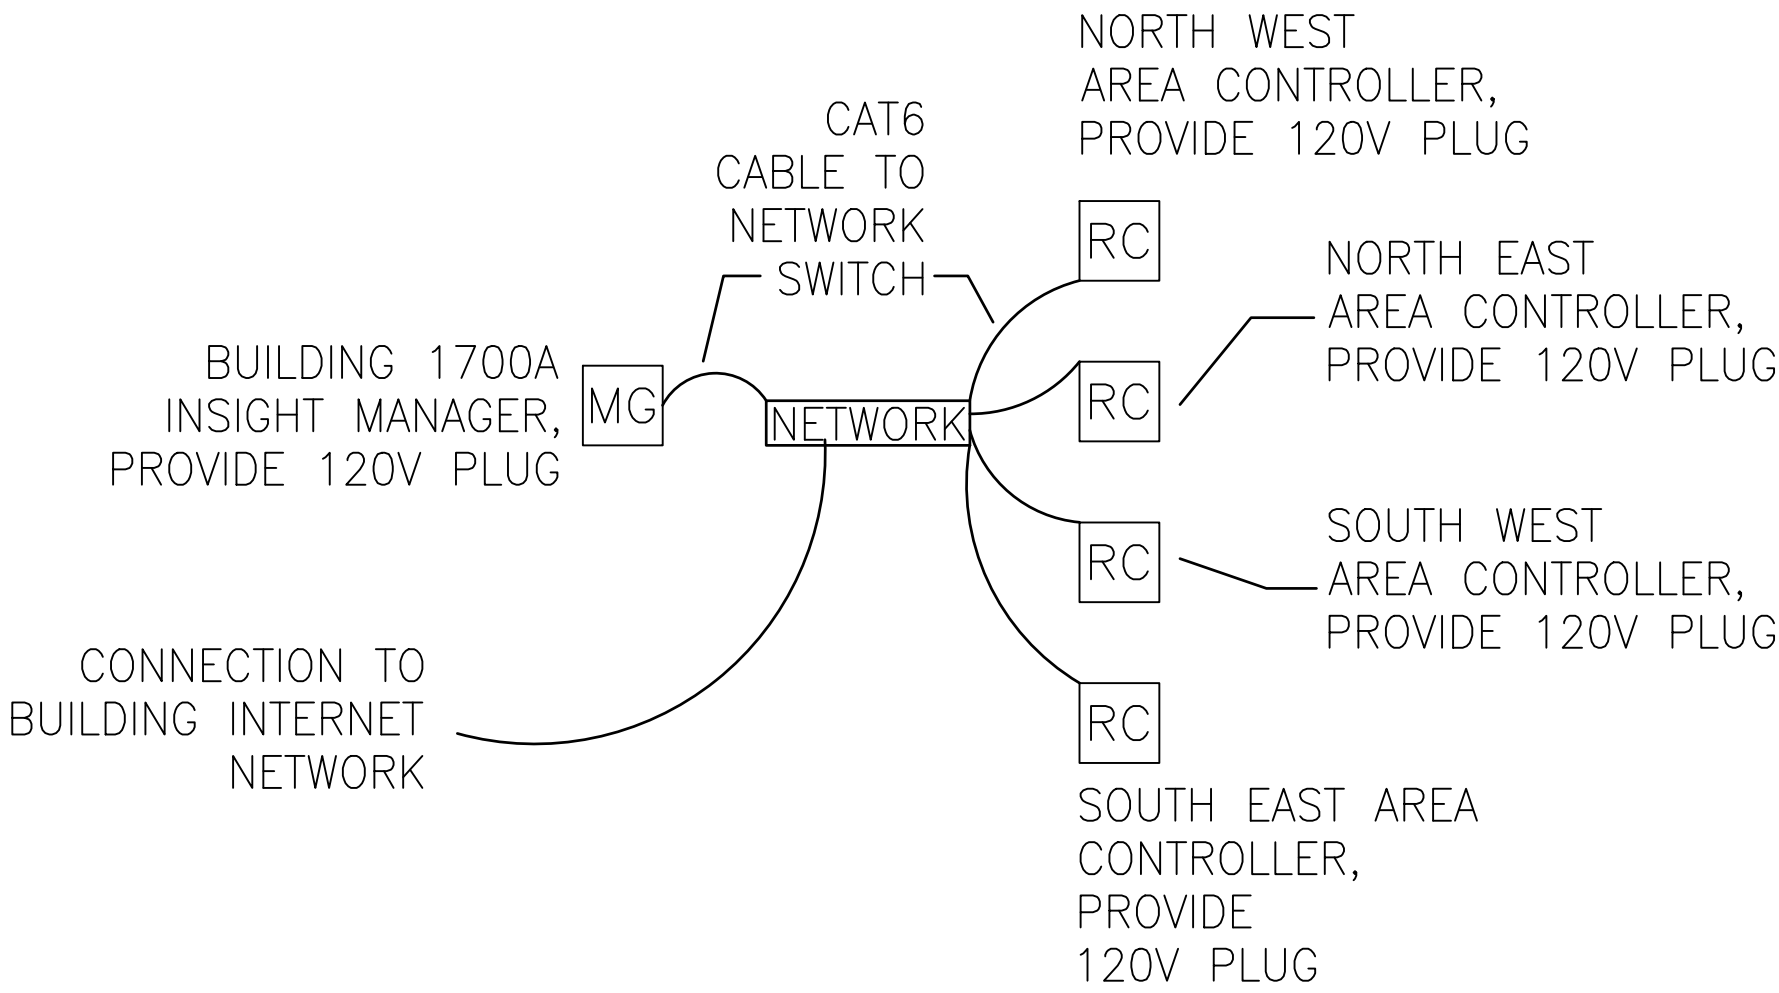 NORTH WEST
AREA CONTROLLER,
PROVIDE 120V PLUG
CAT6
CABLE TO
NETWORK
SWITCH
RC
NORTH EAST
AREA CONTROLLER,
PROVIDE 120V PLUG
BUILDING 1700A
INSIGHT MANAGER,
PROVIDE 120V PLUG
MG
NETWORK
RC
SOUTH WEST
AREA CONTROLLER,
PROVIDE 120V PLUG
RC
CONNECTION TO
BUILDING INTERNET
NETWORK
RC
SOUTH EAST AREA
CONTROLLER,
PROVIDE
120V PLUG